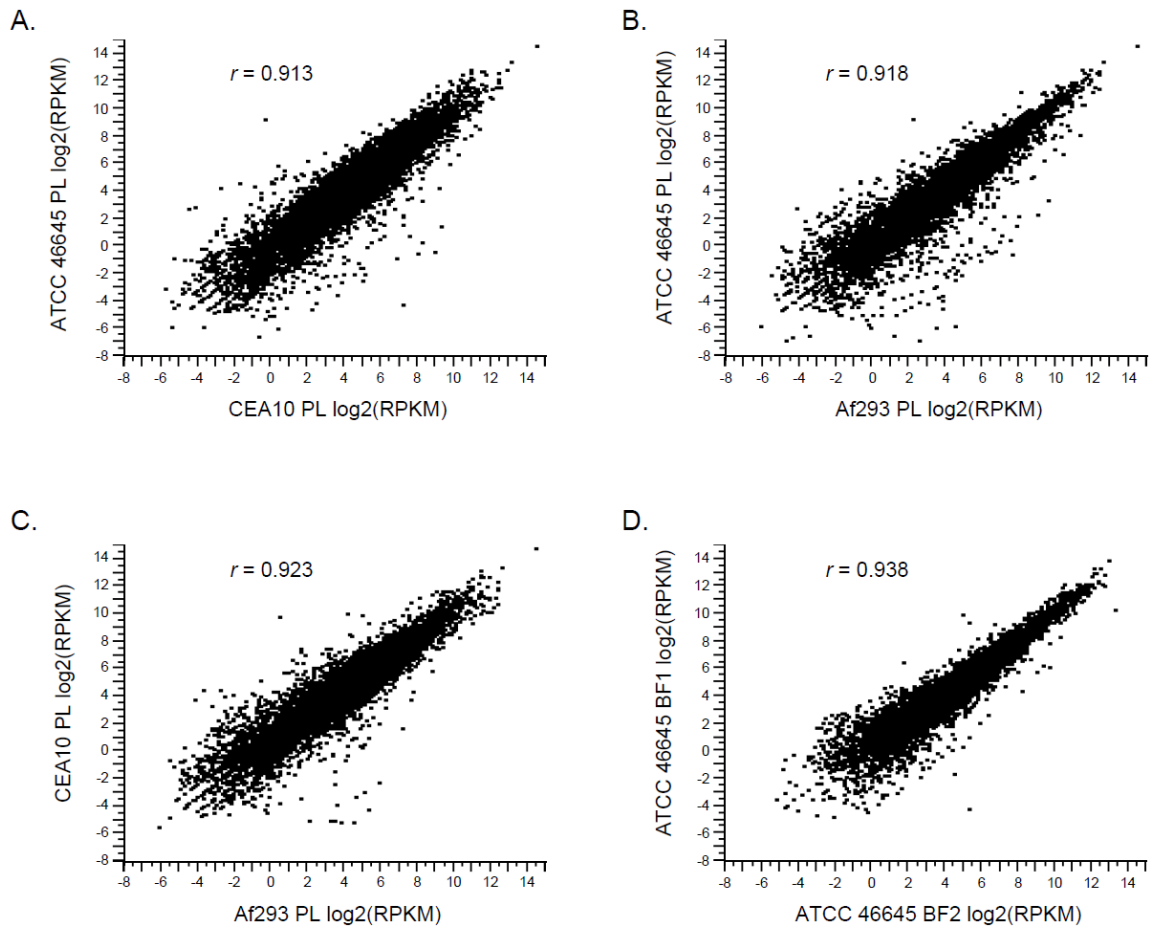 A.
r = 0.913
ATCC 46645 PL log2(RPKM)
14
12
10
8
6
4
2
0
-2
-4
-6
-8
-8 -6 -4 -2 0 2 4 6 8 10 12 14
CEA10 PL log2(RPKM)
B.
r = 0.918
ATCC 46645 PL log2(RPKM)
14
12
10
8
6
4
2
0
-2
-4
-6
-8
-8 -6 -4 -2 0 2 4 6 8 10 12 14
Af293 PL log2(RPKM)
C.
r = 0.923
CEA10 PL log2(RPKM)
14
12
10
8
6
4
2
0
-2
-4
-6
-8
-8 -6 -4 -2 0 2 4 6 8 10 12 14
Af293 PL log2(RPKM)
D.
r = 0.938
ATCC 46645 BF1 log2(RPKM)
14
12
10
8
6
4
2
0
-2
-4
-6
-8
-8 -6 -4 -2 0 2 4 6 8 10 12 14
ATCC 46645 BF2 log2(RPKM)